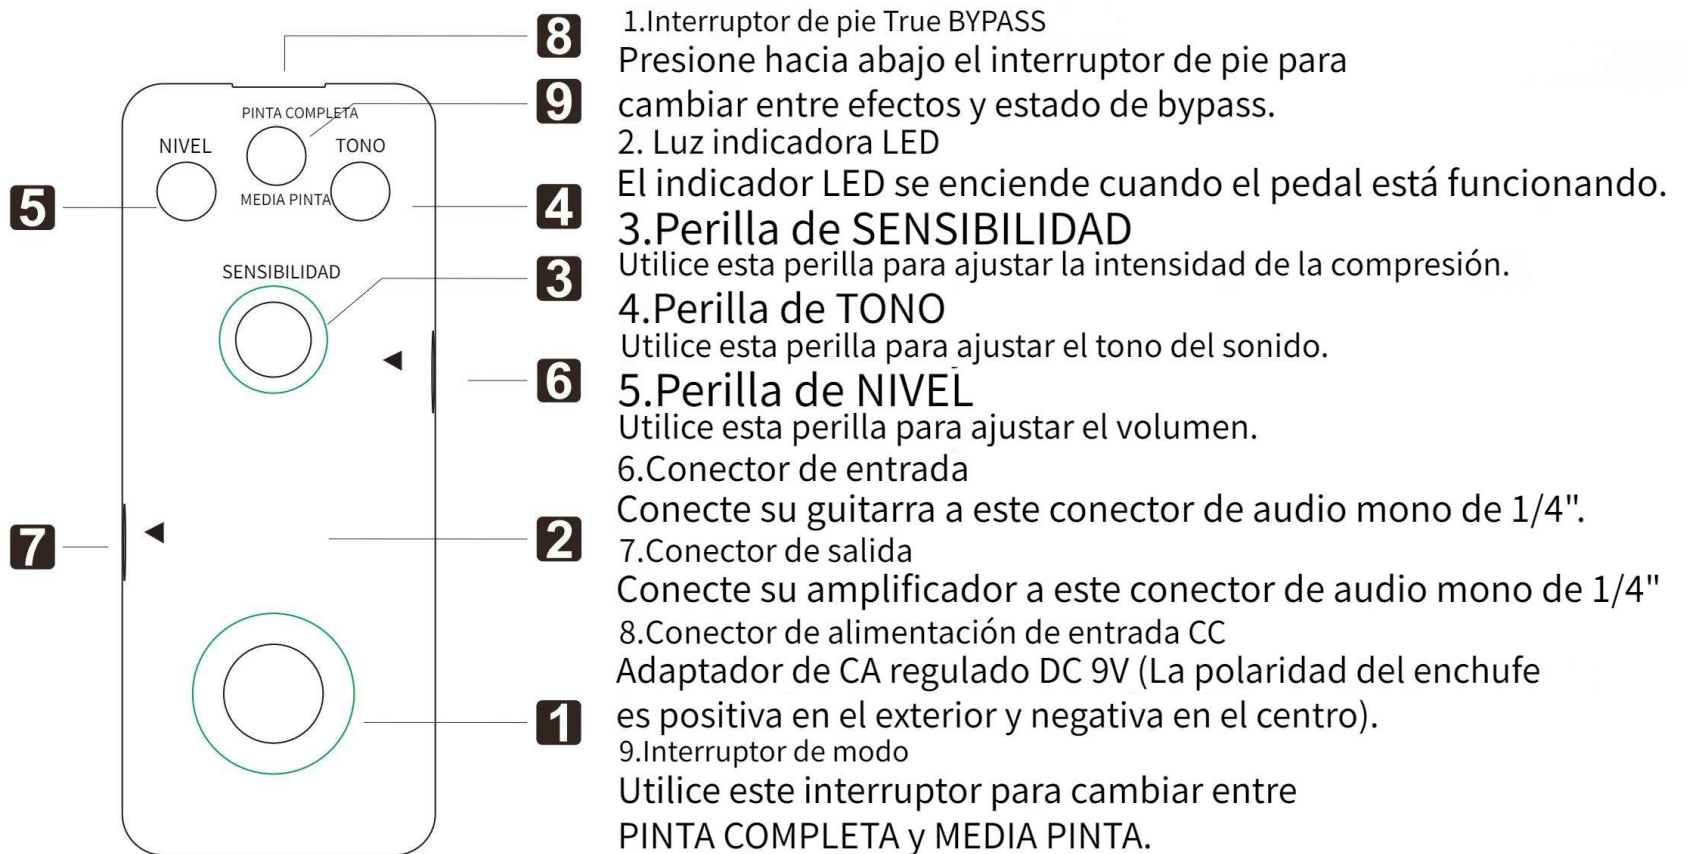 8
9
PINTA COMPLETA
NIVEL
TONO
5
MEDIA PINTA
4
SENSIBILIDAD
3
6
7
2
1
1.Interruptor de pie True BYPASS
Presione hacia abajo el interruptor de pie para
cambiar entre efectos y estado de bypass.
2. Luz indicadora LED
El indicador LED se enciende cuando el pedal está funcionando.
3.Perilla de SENSIBILIDAD
Utilice esta perilla para ajustar la intensidad de la compresión.
4.Perilla de TONO
Utilice esta perilla para ajustar el tono del sonido.
5.Perilla de NIVEL
Utilice esta perilla para ajustar el volumen.
6.Conector de entrada
Conecte su guitarra a este conector de audio mono de 1/4".
7.Conector de salida
Conecte su amplificador a este conector de audio mono de 1/4"
8.Conector de alimentación de entrada CC
Adaptador de CA regulado DC 9V (La polaridad del enchufe
es positiva en el exterior y negativa en el centro).
9.Interruptor de modo
Utilice este interruptor para cambiar entre
PINTA COMPLETA y MEDIA PINTA.